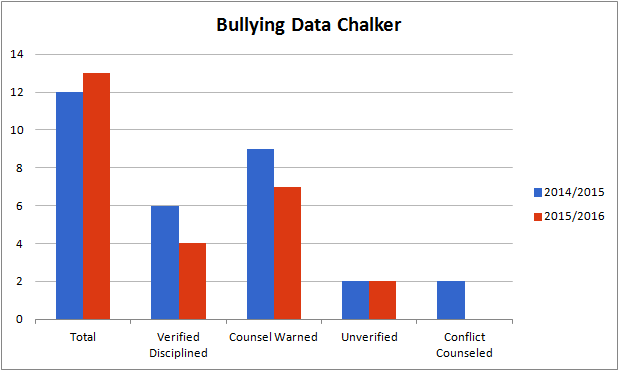 Bullying Data Chalker
14
12
10
8
6
4
2
0
Total
Verified
Disciplined
Counsel Warned
Unverified
Conflict
Counseled
2014/2015
2015/2016